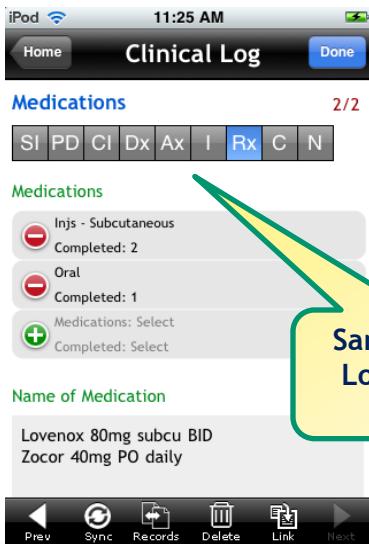 iPod 11:25 AM
Home Clinical Log Done
Medications 2/2
SI PD CI Dx Ax I Rx C N
Medications
Injs - Subcutaneous
Completed: 2
Oral
Completed: 1
Medications: Select
Completed: Select
Name of Medication
Lovenox 80mg subcu BID
Zocor 40mg PO daily
Prev Sync Records Delete Link Next